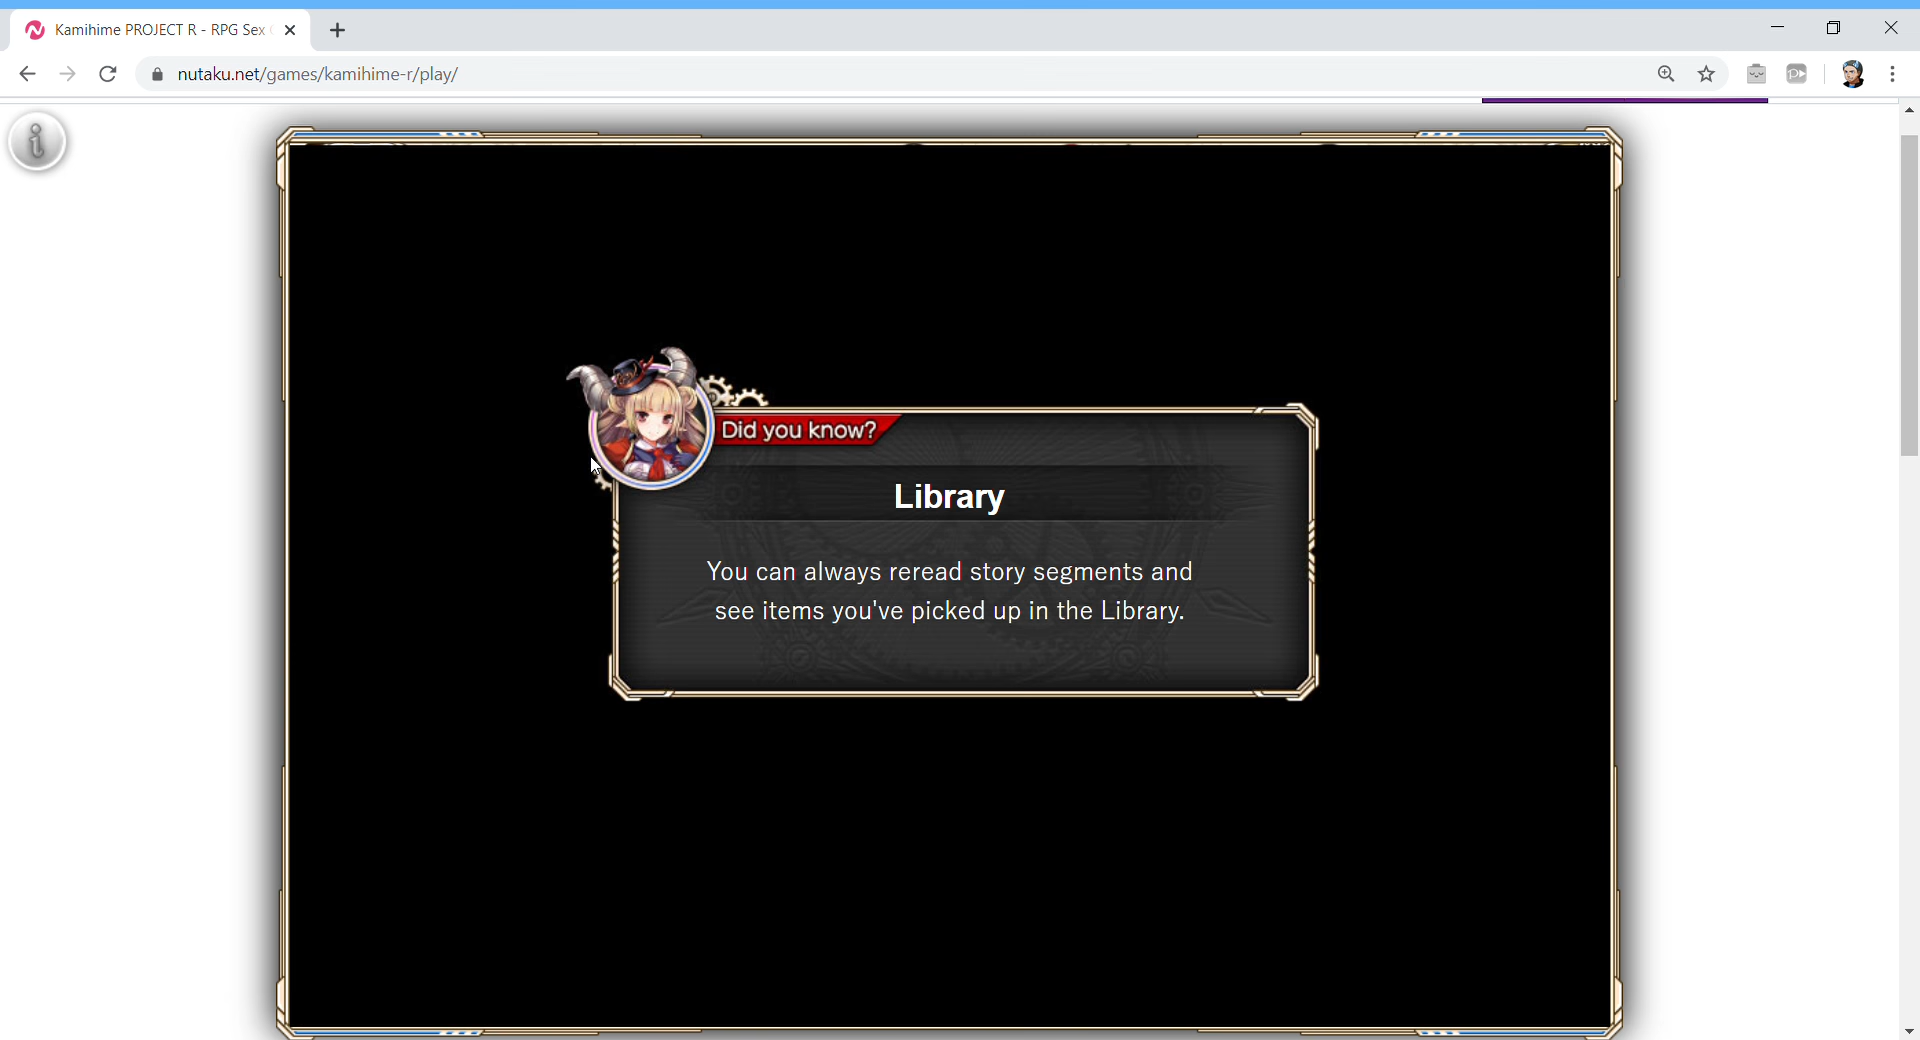 Kamihime PROJECT R - RPG Sex
nutaku.net/games/kamihime-r/play/
Did you know?
Library
You can always reread story segments and
see items you've picked up in the Library.